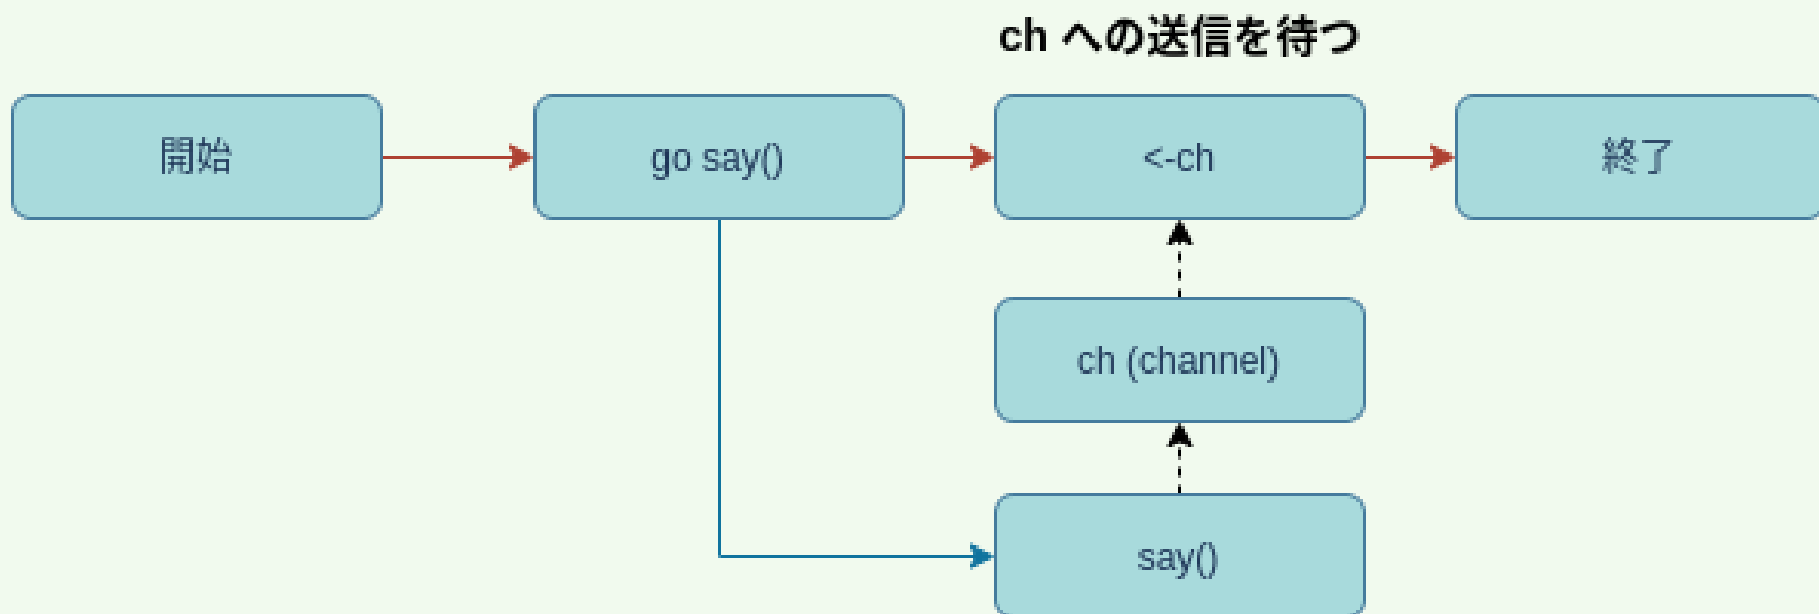 ch への送信を待つ
開始
go say()
<-ch
終了
ch (channel)
say()